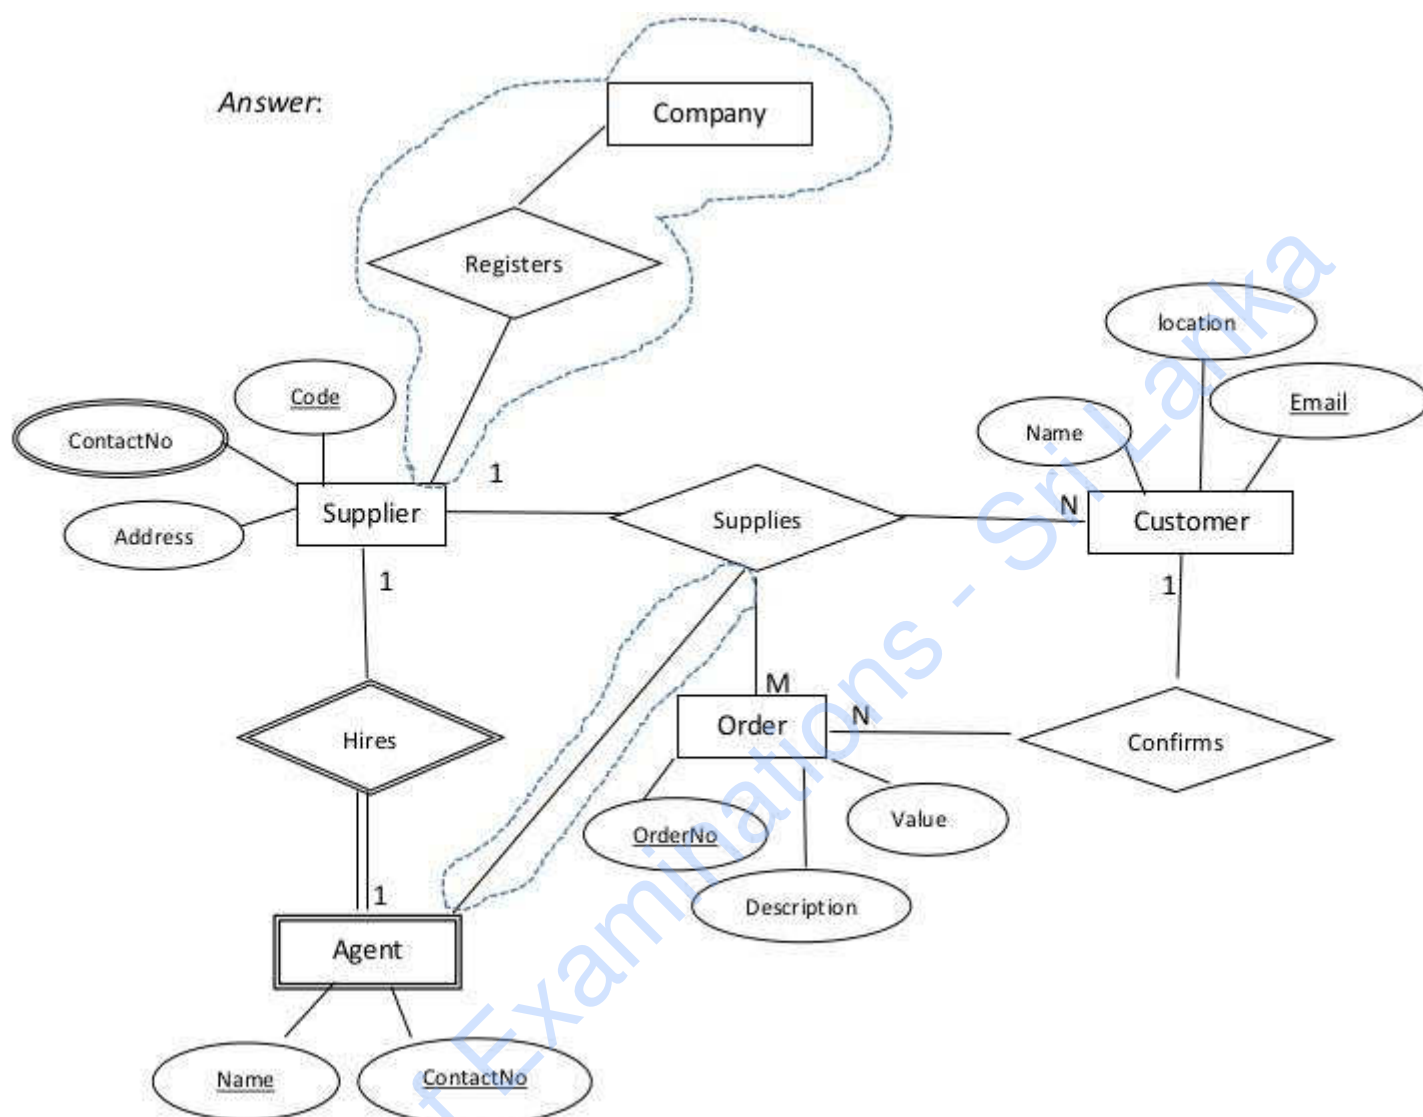 Answer:
Company
Registers
location
Code
Email
ContactNo
Name
1
N
Supplier
Supplies
Customer
Address
1
1
M
Order
N
Hires
Confirms
Value
OrderNo
1
Description
Agent
Name
ContactNo
f Examinations - Sri Lanka